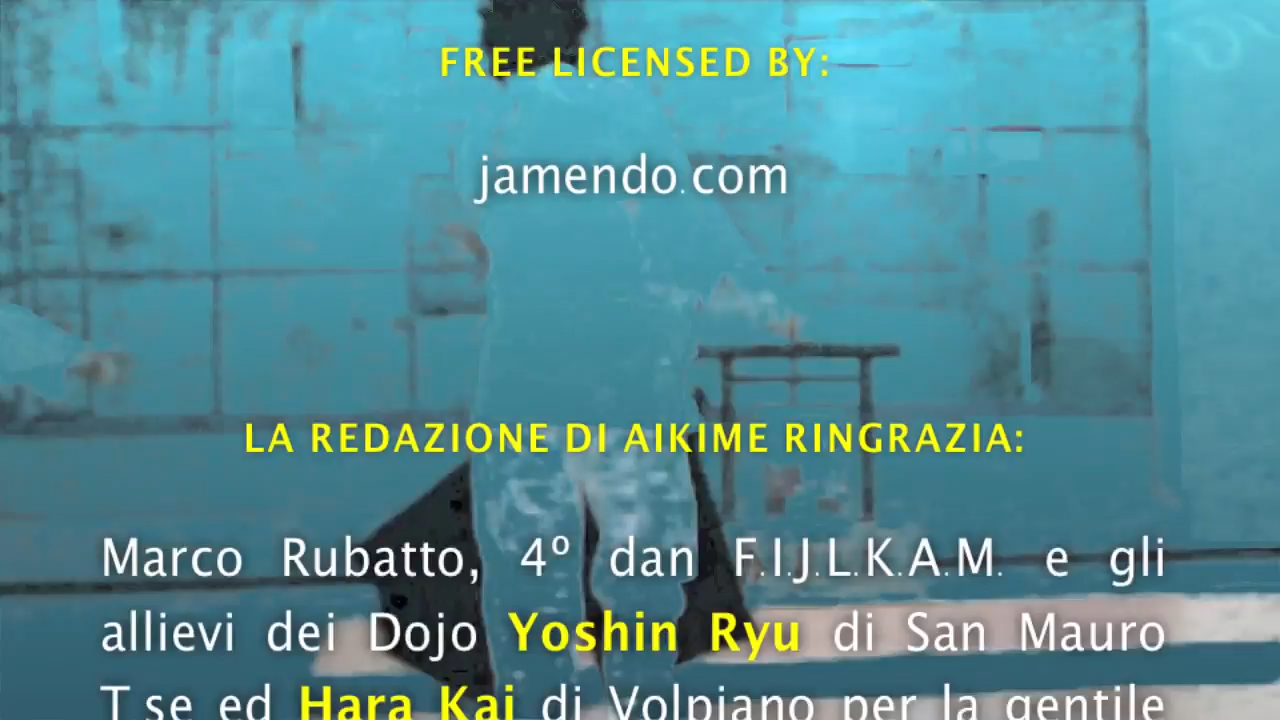 FREE LICENSED BY:
jamendo.com
LA REDAZIONE DI AIKIME RINGRAZIA:
Marco Rubatto, 4º dan F.I.J.L.K.A.M. e gli
allievi dei Dojo Yoshin Ryu di San Mauro
T.se ed Hara Kai di Volpiano per la gentile